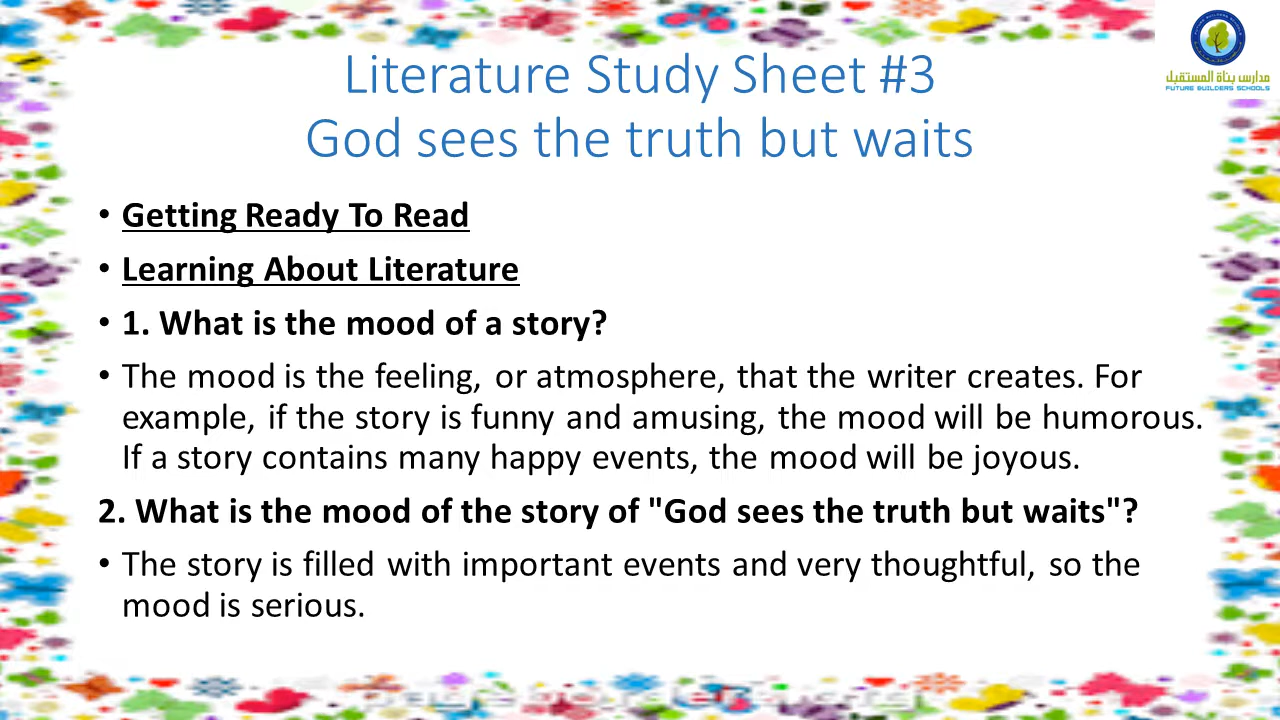 مدارس بناة المستقبل
FUTURE BUILDERS SCHOOLS
Literature Study Sheet #3
God sees the truth but waits
• Getting Ready To Read
• Learning About Literature
• 1. What is the mood of a story?
• The mood is the feeling, or atmosphere, that the writer creates. For
example, if the story is funny and amusing, the mood will be humorous.
If a story contains many happy events, the mood will be joyous.
2. What is the mood of the story of "God sees the truth but waits"?
• The story is filled with important events and very thoughtful, so the
mood is serious.